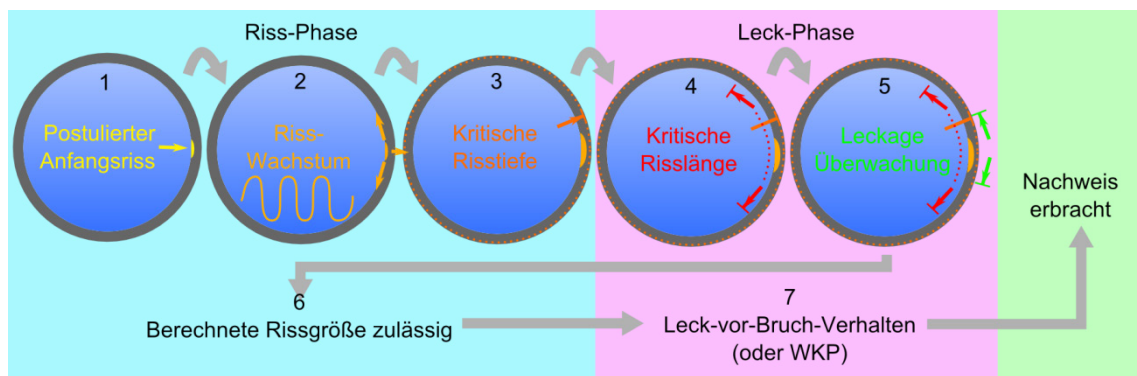 Riss-Phase
Leck-Phase
1
Postulierter
Anfangsriss
2
Riss-
Wachstum
3
Kritische
Risstiefe
4
Kritische
Risslänge
5
Leckage
Überwachung
Nachweis
erbracht
6
Berechnete Rissgröße zulässig
7
Leck-vor-Bruch-Verhalten
(oder WKP)